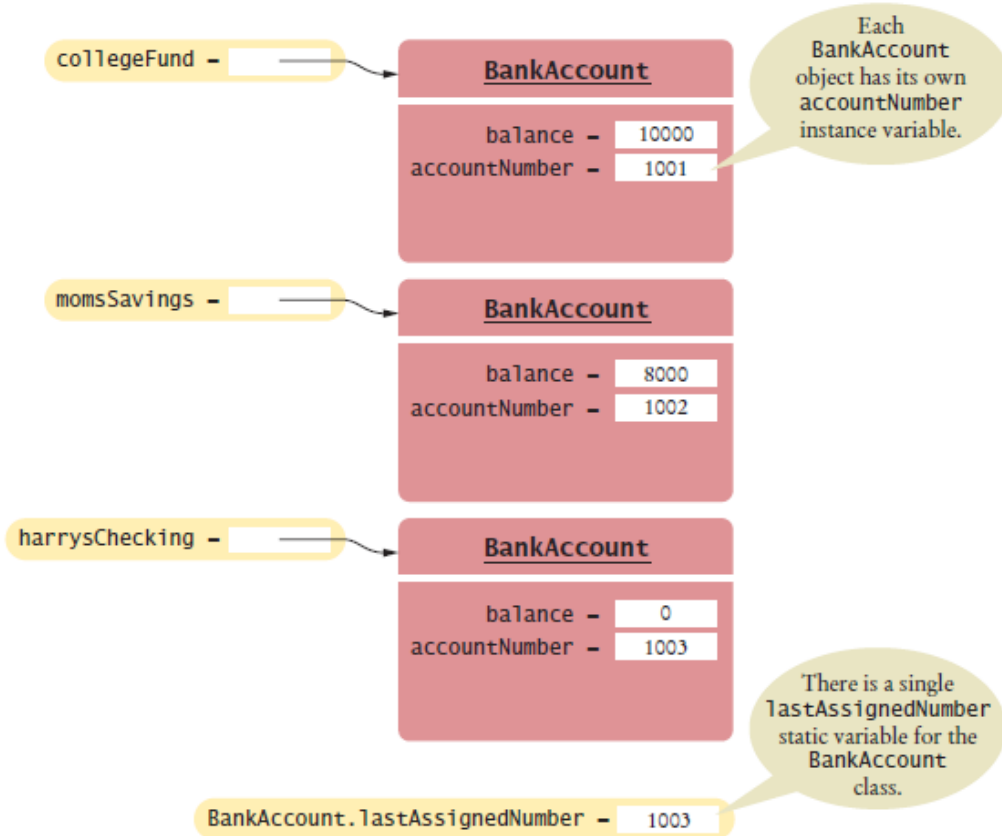 collegeFund =
BankAccount
balance = 10000
accountNumber = 1001
Each
BankAccount
object has its own
accountNumber
instance variable.
momsSavings =
BankAccount
balance = 8000
accountNumber = 1002
harrysChecking =
BankAccount
balance = 0
accountNumber = 1003
There is a single
lastAssignedNumber
static variable for the
BankAccount
class.
BankAccount.lastAssignedNumber = 1003